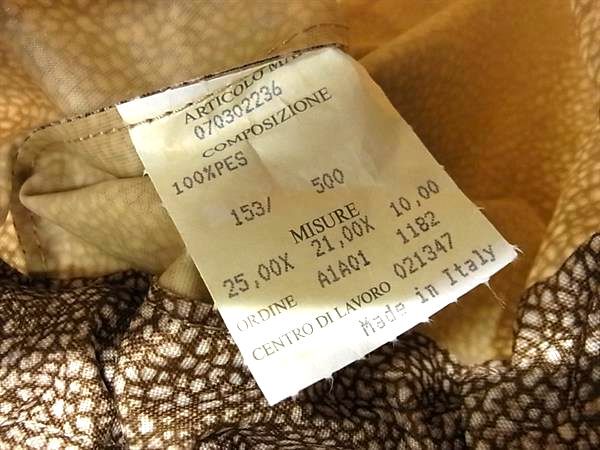 ARTICOLO M/
070302236
COMPOSIZIONE
100%PES
153/ 500
MISURE
25,00X 21,00X 10,00
ORDINE A1A01 1182
CENTRO DI LAVORO 021347
Made in Italy